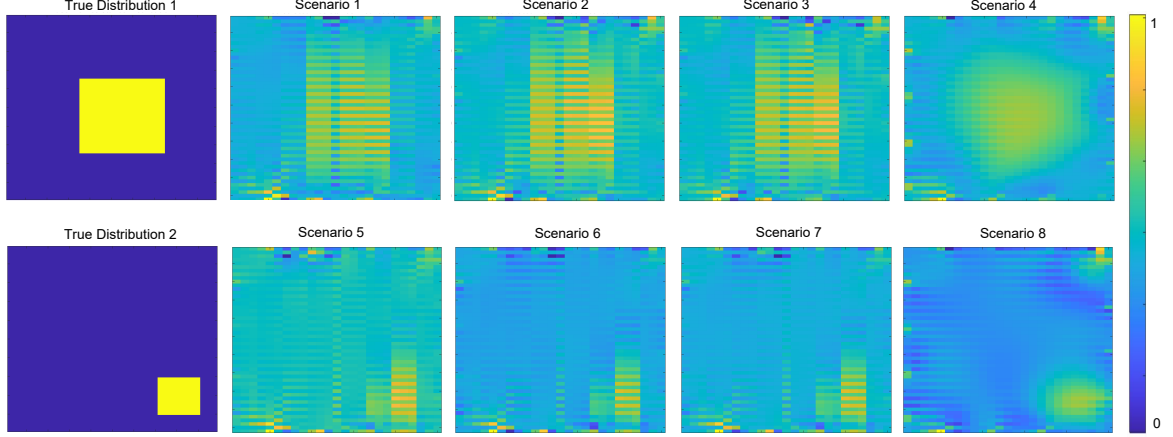 True Distribution 1
Scenario 1
Scenario 2
Scenario 3
Scenario 4
1
True Distribution 2
Scenario 5
Scenario 6
Scenario 7
Scenario 8
0